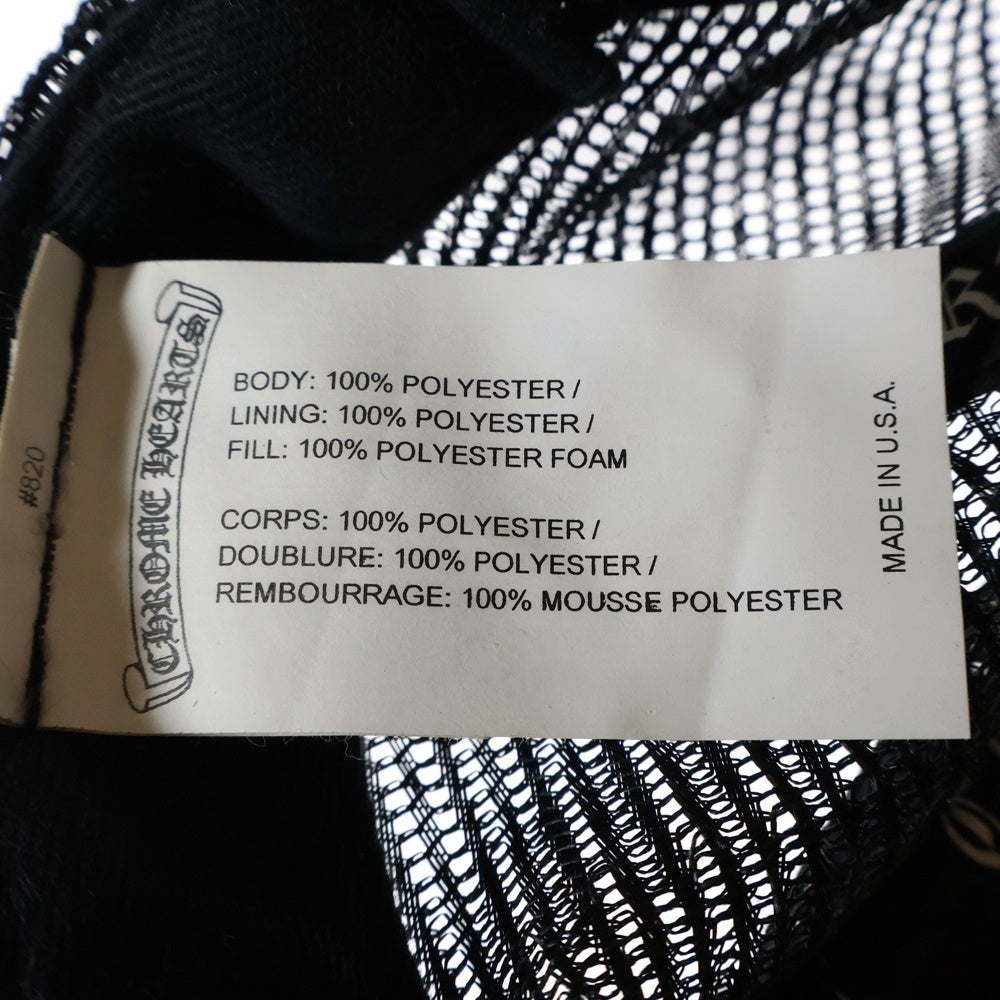 #820
CHROME HEARTS
BODY: 100% POLYESTER /
LINING: 100% POLYESTER /
FILL: 100% POLYESTER FOAM
CORPS: 100% POLYESTER /
DOUBLURE: 100% POLYESTER /
REMBOURRAGE: 100% MOUSSE POLYESTER
MADE IN U.S.A.